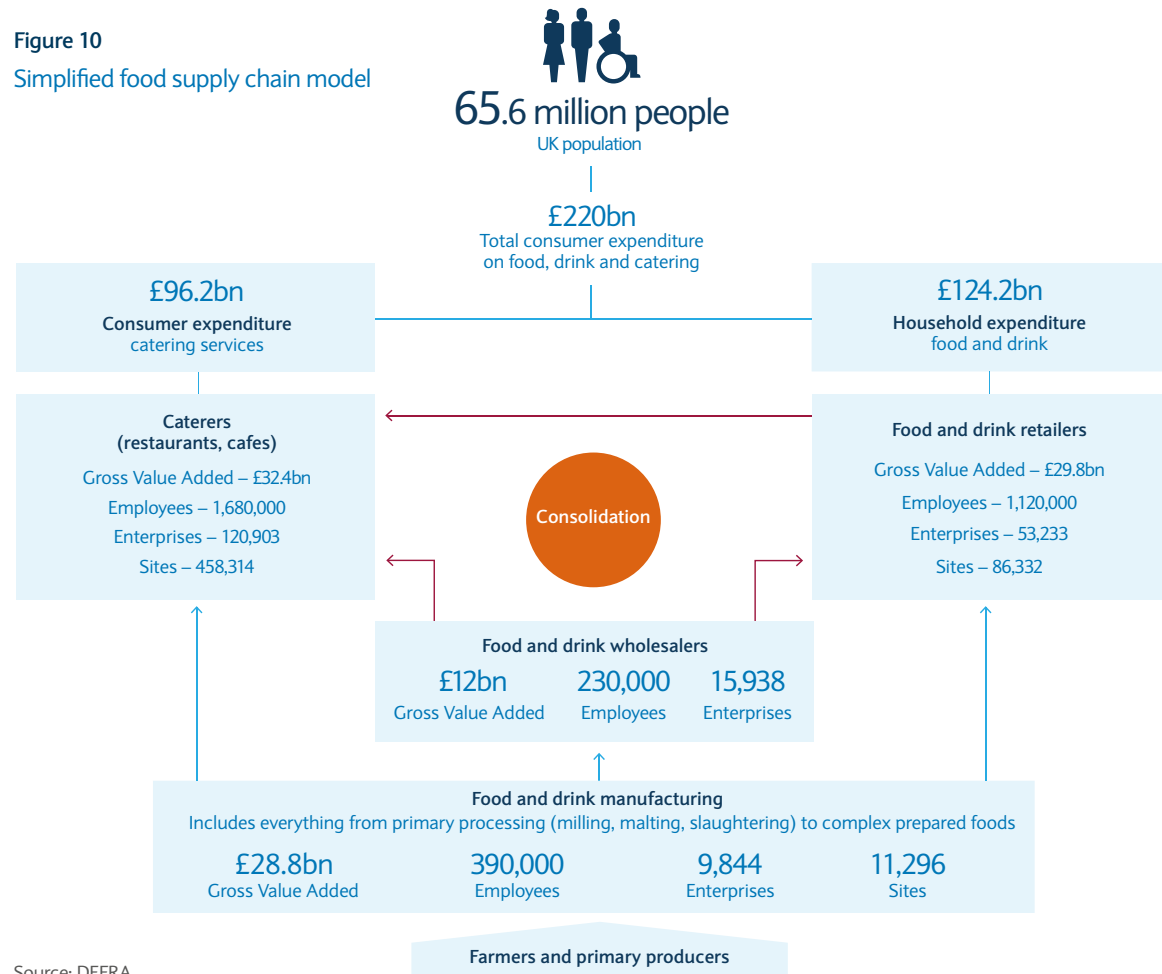 Figure 10
Simplified food supply chain model
65.6 million people
UK population
£220bn
Total consumer expenditure
on food, drink and catering
£96.2bn
Consumer expenditure
catering services
£124.2bn
Household expenditure
food and drink
Caterers
(restaurants, cafes)
Gross Value Added – £32.4bn
Employees – 1,680,000
Enterprises – 120,903
Sites – 458,314
Consolidation
Food and drink retailers
Gross Value Added – £29.8bn
Employees – 1,120,000
Enterprises – 53,233
Sites – 86,332
Food and drink wholesalers
£12bn 230,000 15,938
Gross Value Added Employees Enterprises
Food and drink manufacturing
Includes everything from primary processing (milling, malting, slaughtering) to complex prepared foods
£28.8bn 390,000 9,844 11,296
Gross Value Added Employees Enterprises Sites
Farmers and primary producers
Source: DEFRA